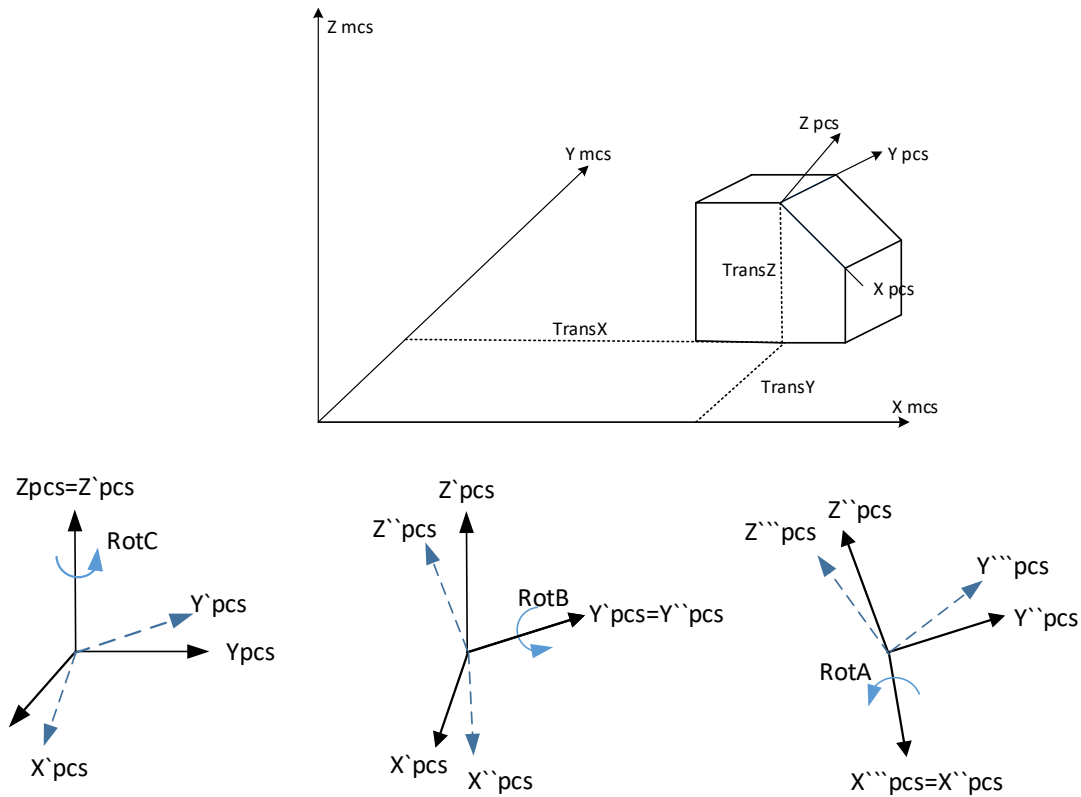 Z mcs
Z pcs
Y mcs
Y pcs
TransZ
X pcs
TransX
TransY
X mcs
Zpcs=Z`pcs
RotC
Y`pcs
Ypcs
X`pcs
Z`pcs
Z``pcs
RotB
Y`pcs=Y``pcs
X`pcs
X``pcs
Z``pcs
Z```pcs
Y```pcs
Y``pcs
RotA
X```pcs=X``pcs